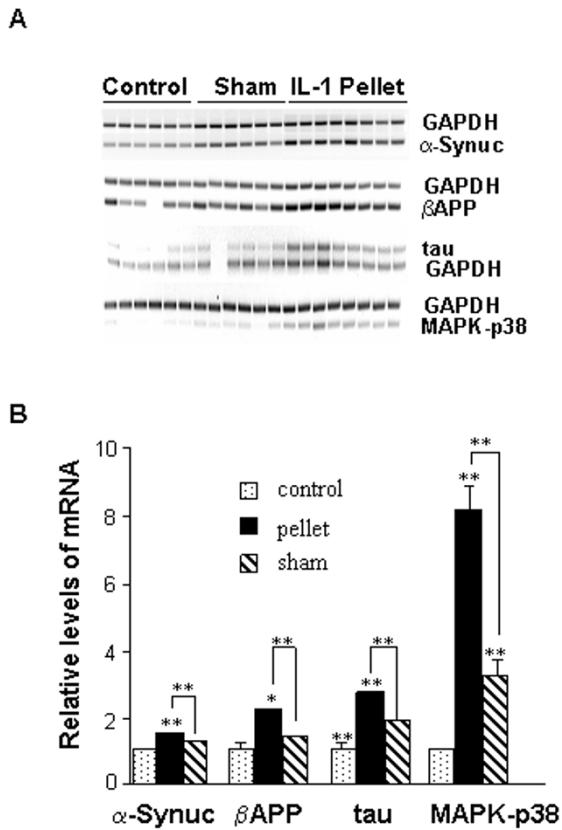 A
Control Sham IL-1 Pellet
GAPDH
α-Synuc
GAPDH
βAPP
tau
GAPDH
GAPDH
MAPK-p38
B
Relative levels of mRNA
10
8
6
4
2
0
control
pellet
sham
** ** * ** ** ** ** ** ** **
α-Synuc βAPP tau MAPK-p38